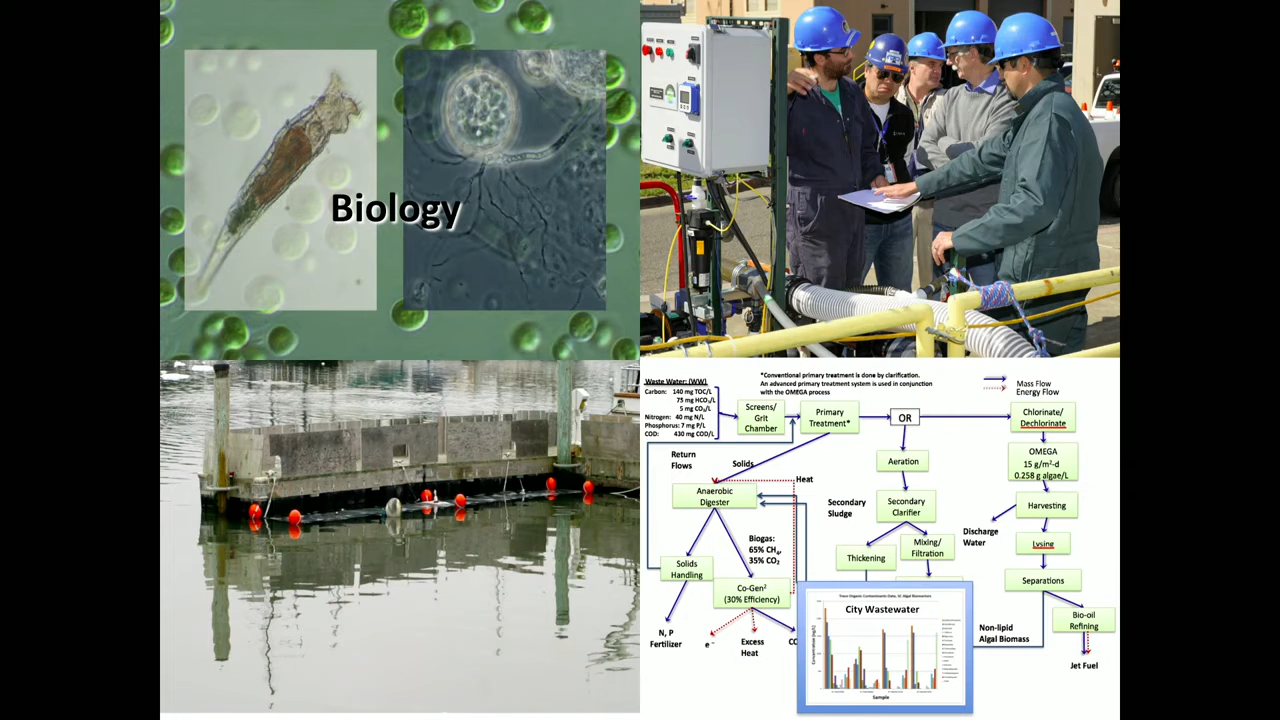 Biology
*Conventional primary treatment is done by clarification.
An advanced primary treatment system is used in conjunction
with the OMEGA process
Mass Flow
Energy Flow
Waste Water: (WW)
Carbon: 140 mg TOC/L
75 mg HCO₃/L
5 mg CO₂/L
Nitrogen: 40 mg N/L
Phosphorus: 7 mg P/L
COD: 430 mg COD/L
Screens/
Grit
Chamber
Primary
Treatment*
OR
Chlorinate/
Dechlorinate
Return
Flows
Solids
Heat
Aeration
OMEGA
15 g/m²-d
0.258 g algae/L
Anaerobic
Digester
Secondary
Sludge
Secondary
Clarifier
Harvesting
Discharge
Water
Biogas:
65% CH₄,
35% CO₂
Thickening
Mixing/
Filtration
Lysing
Solids
Handling
Co-Gen²
(30% Efficiency)
Separations
Bio-oil
Refining
N, P
Fertilizer
e⁻
Excess
Heat
Non-lipid
Algal Biomass
Jet Fuel
City Wastewater
Sample